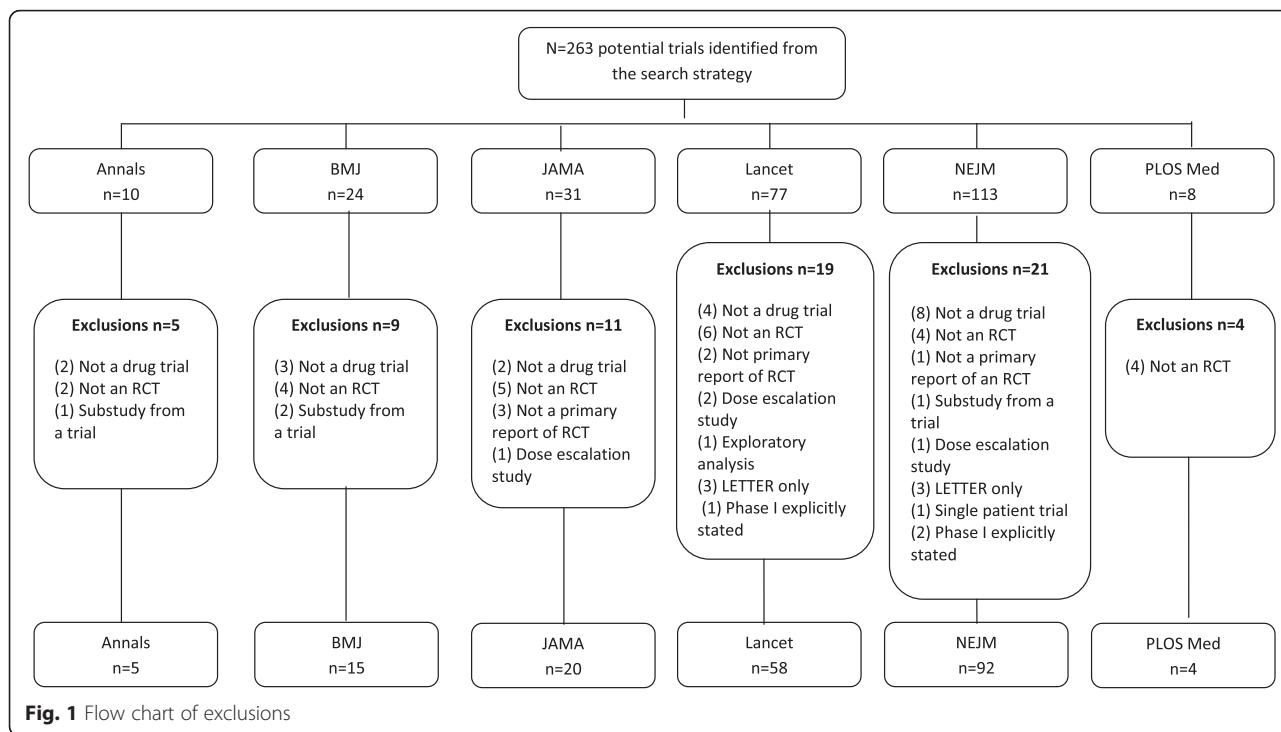 N=263 potential trials identified from
the search strategy
Annals
n=10
BMJ
n=24
JAMA
n=31
Lancet
n=77
NEJM
n=113
PLOS Med
n=8
Exclusions n=5
(2) Not a drug trial
(2) Not an RCT
(1) Substudy from
a trial
Exclusions n=9
(3) Not a drug trial
(4) Not an RCT
(2) Substudy from
a trial
Exclusions n=11
(2) Not a drug trial
(5) Not an RCT
(3) Not a primary
report of RCT
(1) Dose escalation
study
Exclusions n=19
(4) Not a drug trial
(6) Not an RCT
(2) Not primary
report of RCT
(2) Dose escalation
study
(1) Exploratory
analysis
(3) LETTER only
(1) Phase I explicitly
stated
Exclusions n=21
(8) Not a drug trial
(4) Not an RCT
(1) Not a primary
report of an RCT
(1) Substudy from a
trial
(1) Dose escalation
study
(3) LETTER only
(1) Single patient trial
(2) Phase I explicitly
stated
Exclusions n=4
(4) Not an RCT
Annals
n=5
BMJ
n=15
JAMA
n=20
Lancet
n=58
NEJM
n=92
PLOS Med
n=4
Fig. 1 Flow chart of exclusions